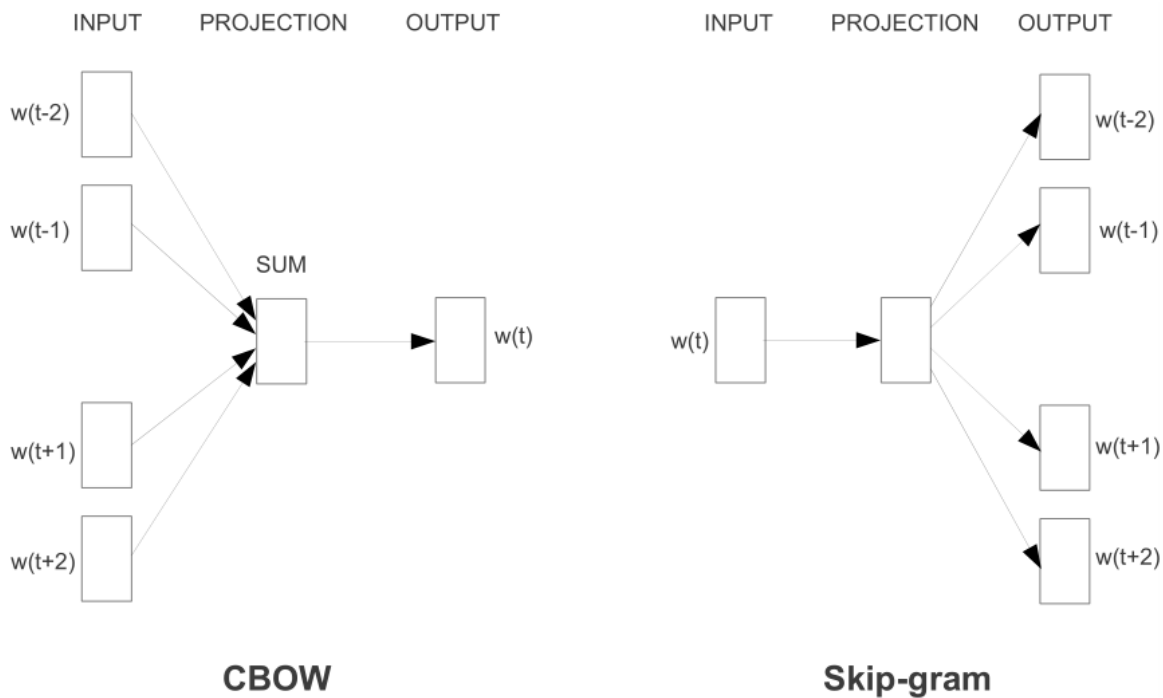 INPUT PROJECTION OUTPUT
w(t-2)
w(t-1)
SUM
w(t)
w(t+1)
w(t+2)
CBOW
INPUT PROJECTION OUTPUT
w(t-2)
w(t-1)
w(t)
w(t+1)
w(t+2)
Skip-gram